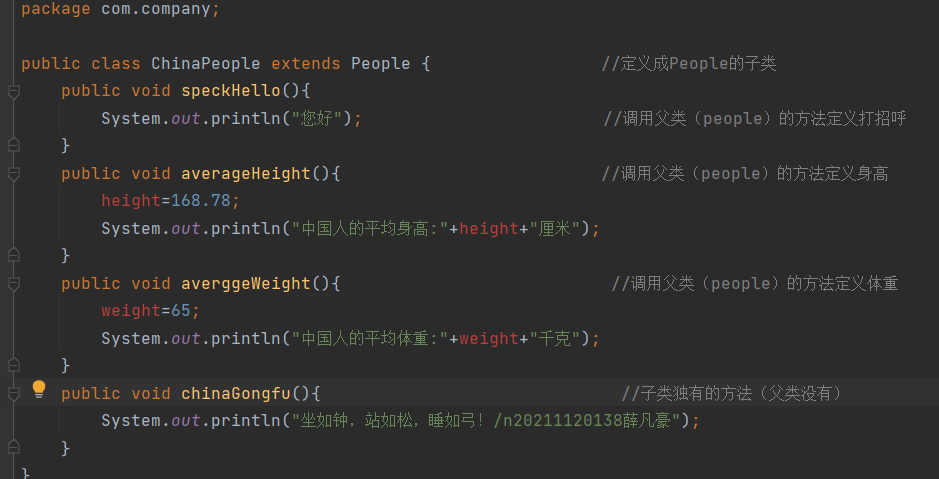 package com.company;
public class ChinaPeople extends People { //定义成People的子类
public void speckHello(){
System.out.println("您好"); //调用父类（people）的方法定义打招呼
}
public void averageHeight(){ //调用父类（people）的方法定义身高
height=168.78;
System.out.println("中国人的平均身高:"+height+"厘米");
}
public void averggeWeight(){ //调用父类（people）的方法定义体重
weight=65;
System.out.println("中国人的平均体重:"+weight+"千克");
}
public void chinaGongfu(){ //子类独有的方法（父类没有）
System.out.println("坐如钟，站如松，睡如弓！/n20211120138薛凡豪");
}
}